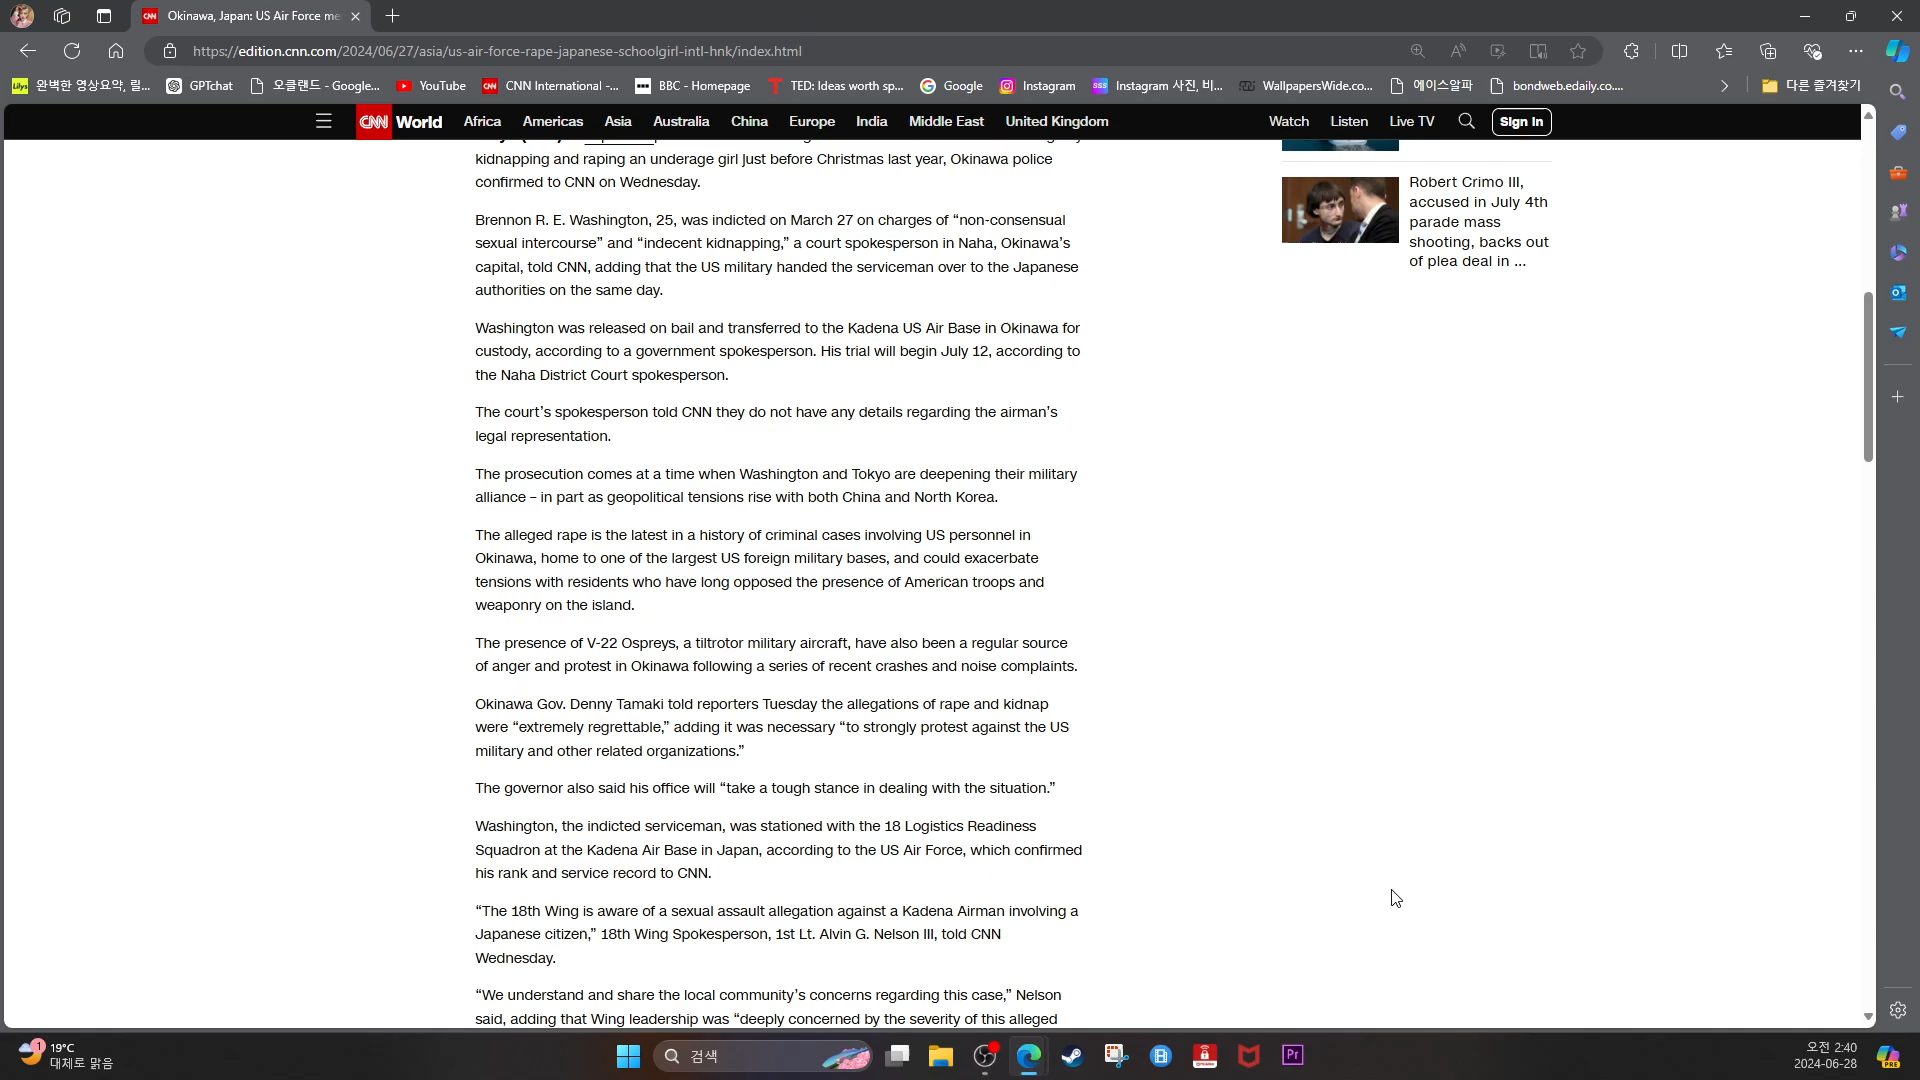 Okinawa, Japan: US Air Force me
https://edition.cnn.com/2024/06/27/asia/us-air-force-rape-japanese-schoolgirl-intl-hnk/index.html
완벽한 영상요약, 릴... GPTchat 오클랜드 - Google... YouTube CNN International -... BBC - Homepage TED: Ideas worth sp... Google Instagram Instagram 사진, 비... WallpapersWide.co... 에이스알파 bondweb.edaily.co.... 다른 즐겨찾기
CNN World Africa Americas Asia Australia China Europe India Middle East United Kingdom Watch Listen Live TV Sign in
kidnapping and raping an underage girl just before Christmas last year, Okinawa police
confirmed to CNN on Wednesday.
Brennon R. E. Washington, 25, was indicted on March 27 on charges of “non-consensual
sexual intercourse” and “indecent kidnapping,” a court spokesperson in Naha, Okinawa’s
capital, told CNN, adding that the US military handed the serviceman over to the Japanese
authorities on the same day.
Washington was released on bail and transferred to the Kadena US Air Base in Okinawa for
custody, according to a government spokesperson. His trial will begin July 12, according to
the Naha District Court spokesperson.
The court’s spokesperson told CNN they do not have any details regarding the airman’s
legal representation.
The prosecution comes at a time when Washington and Tokyo are deepening their military
alliance – in part as geopolitical tensions rise with both China and North Korea.
The alleged rape is the latest in a history of criminal cases involving US personnel in
Okinawa, home to one of the largest US foreign military bases, and could exacerbate
tensions with residents who have long opposed the presence of American troops and
weaponry on the island.
The presence of V-22 Ospreys, a tiltrotor military aircraft, have also been a regular source
of anger and protest in Okinawa following a series of recent crashes and noise complaints.
Okinawa Gov. Denny Tamaki told reporters Tuesday the allegations of rape and kidnap
were “extremely regrettable,” adding it was necessary “to strongly protest against the US
military and other related organizations.”
The governor also said his office will “take a tough stance in dealing with the situation.”
Washington, the indicted serviceman, was stationed with the 18 Logistics Readiness
Squadron at the Kadena Air Base in Japan, according to the US Air Force, which confirmed
his rank and service record to CNN.
“The 18th Wing is aware of a sexual assault allegation against a Kadena Airman involving a
Japanese citizen,” 18th Wing Spokesperson, 1st Lt. Alvin G. Nelson III, told CNN
Wednesday.
“We understand and share the local community’s concerns regarding this case,” Nelson
said, adding that Wing leadership was “deeply concerned by the severity of this alleged
Robert Crimo III,
accused in July 4th
parade mass
shooting, backs out
of plea deal in ...
1
19°C
대체로 맑음
검색
Pr
오전 2:40
2024-06-28
PRE